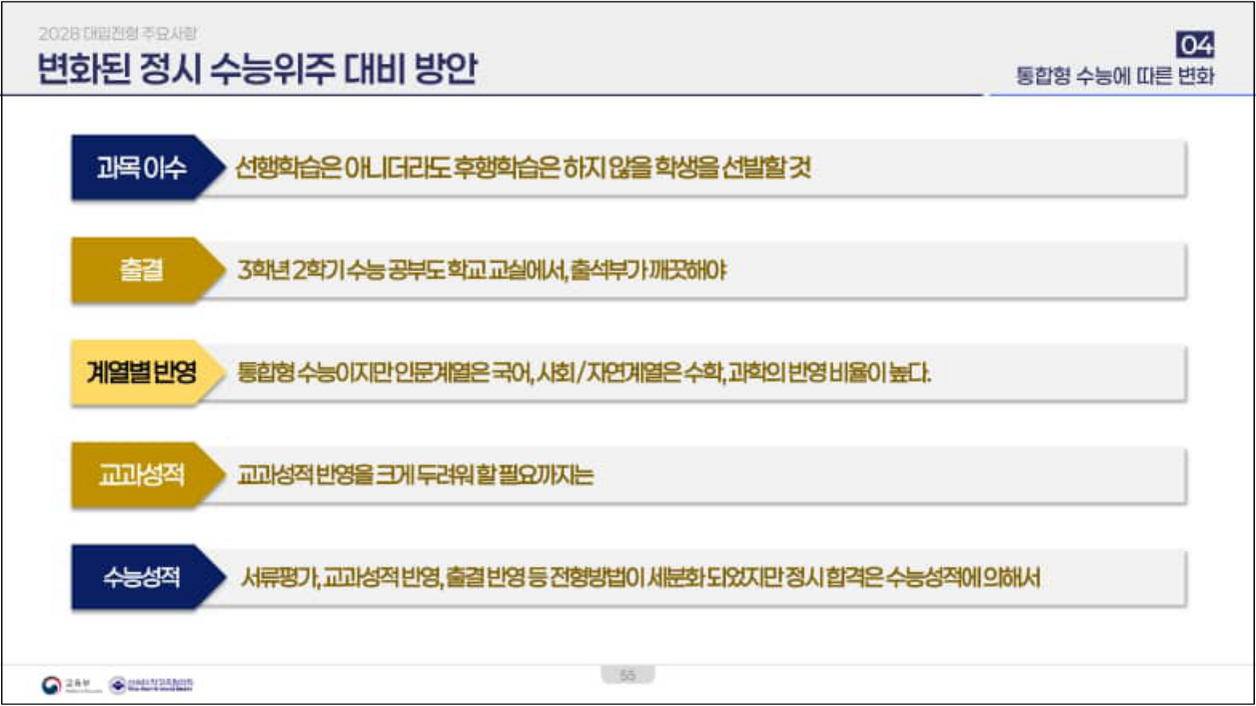 2028 대입전형 주요사항
변화된 정시 수능위주 대비 방안
04
통합형 수능에 따른 변화
과목 이수
선행학습은 아니더라도 후행학습은 하지 않을 학생을 선발할 것
출결
3학년 2학기 수능 공부도 학교 교실에서, 출석부가 깨끗해야
계열별 반영
통합형 수능이지만 인문계열은 국어, 사회 / 자연계열은 수학, 과학의 반영 비율이 높다.
교과성적
교과성적 반영을 크게 두려워 할 필요까지는
수능성적
서류평가, 교과성적 반영, 출결 반영 등 전형방법이 세분화 되었지만 정시 합격은 수능성적에 의해서
55
교육부